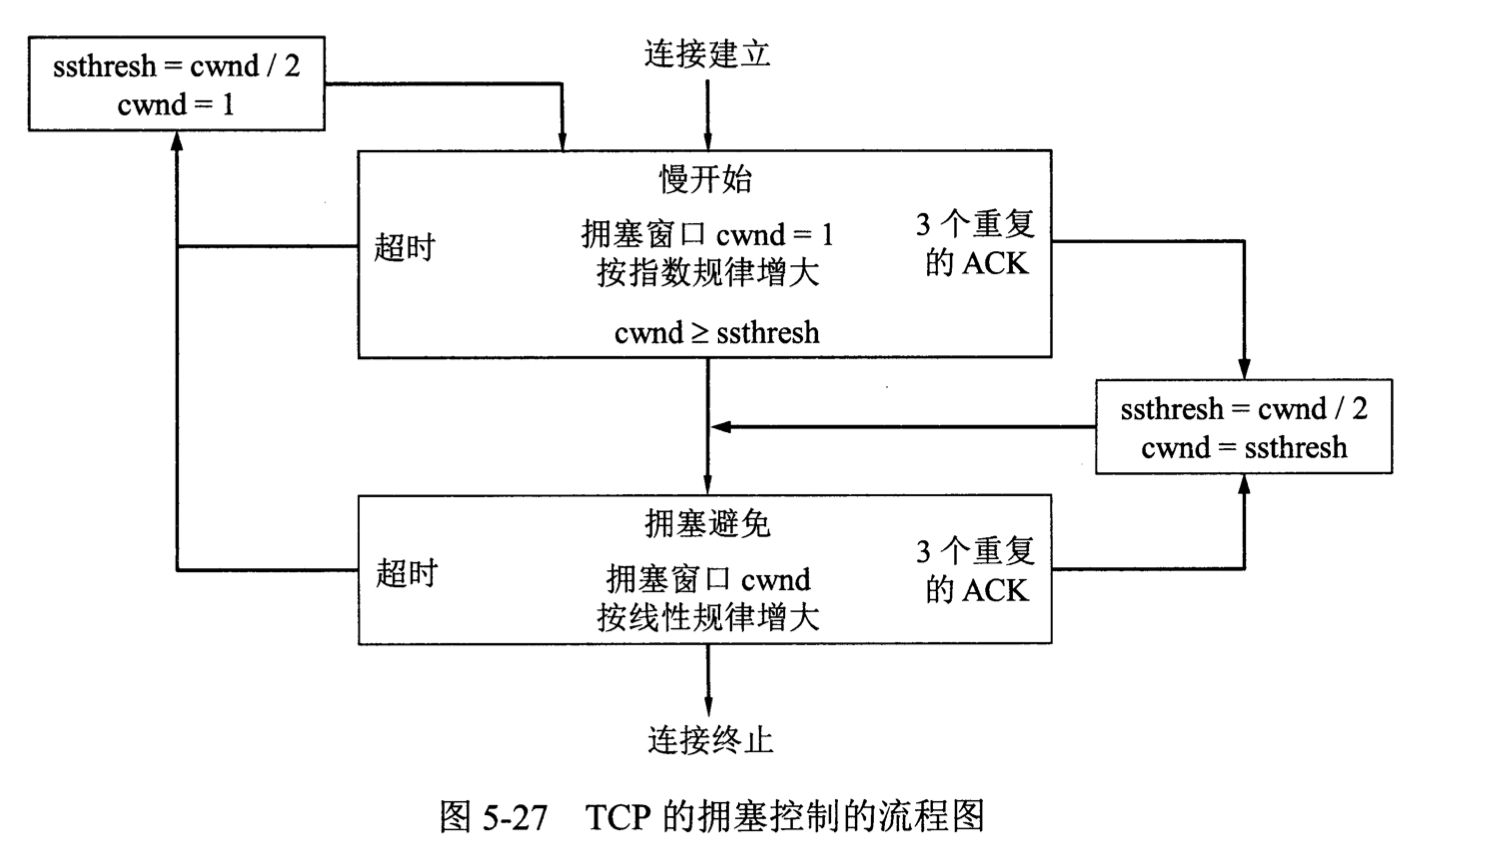 ssthresh = cwnd / 2
cwnd = 1
连接建立
慢开始
超时
拥塞窗口 cwnd = 1
按指数规律增大
3 个重复
的 ACK
cwnd ≥ ssthresh
ssthresh = cwnd / 2
cwnd = ssthresh
拥塞避免
超时
拥塞窗口 cwnd
按线性规律增大
3 个重复
的 ACK
连接终止
图 5-27 TCP 的拥塞控制的流程图